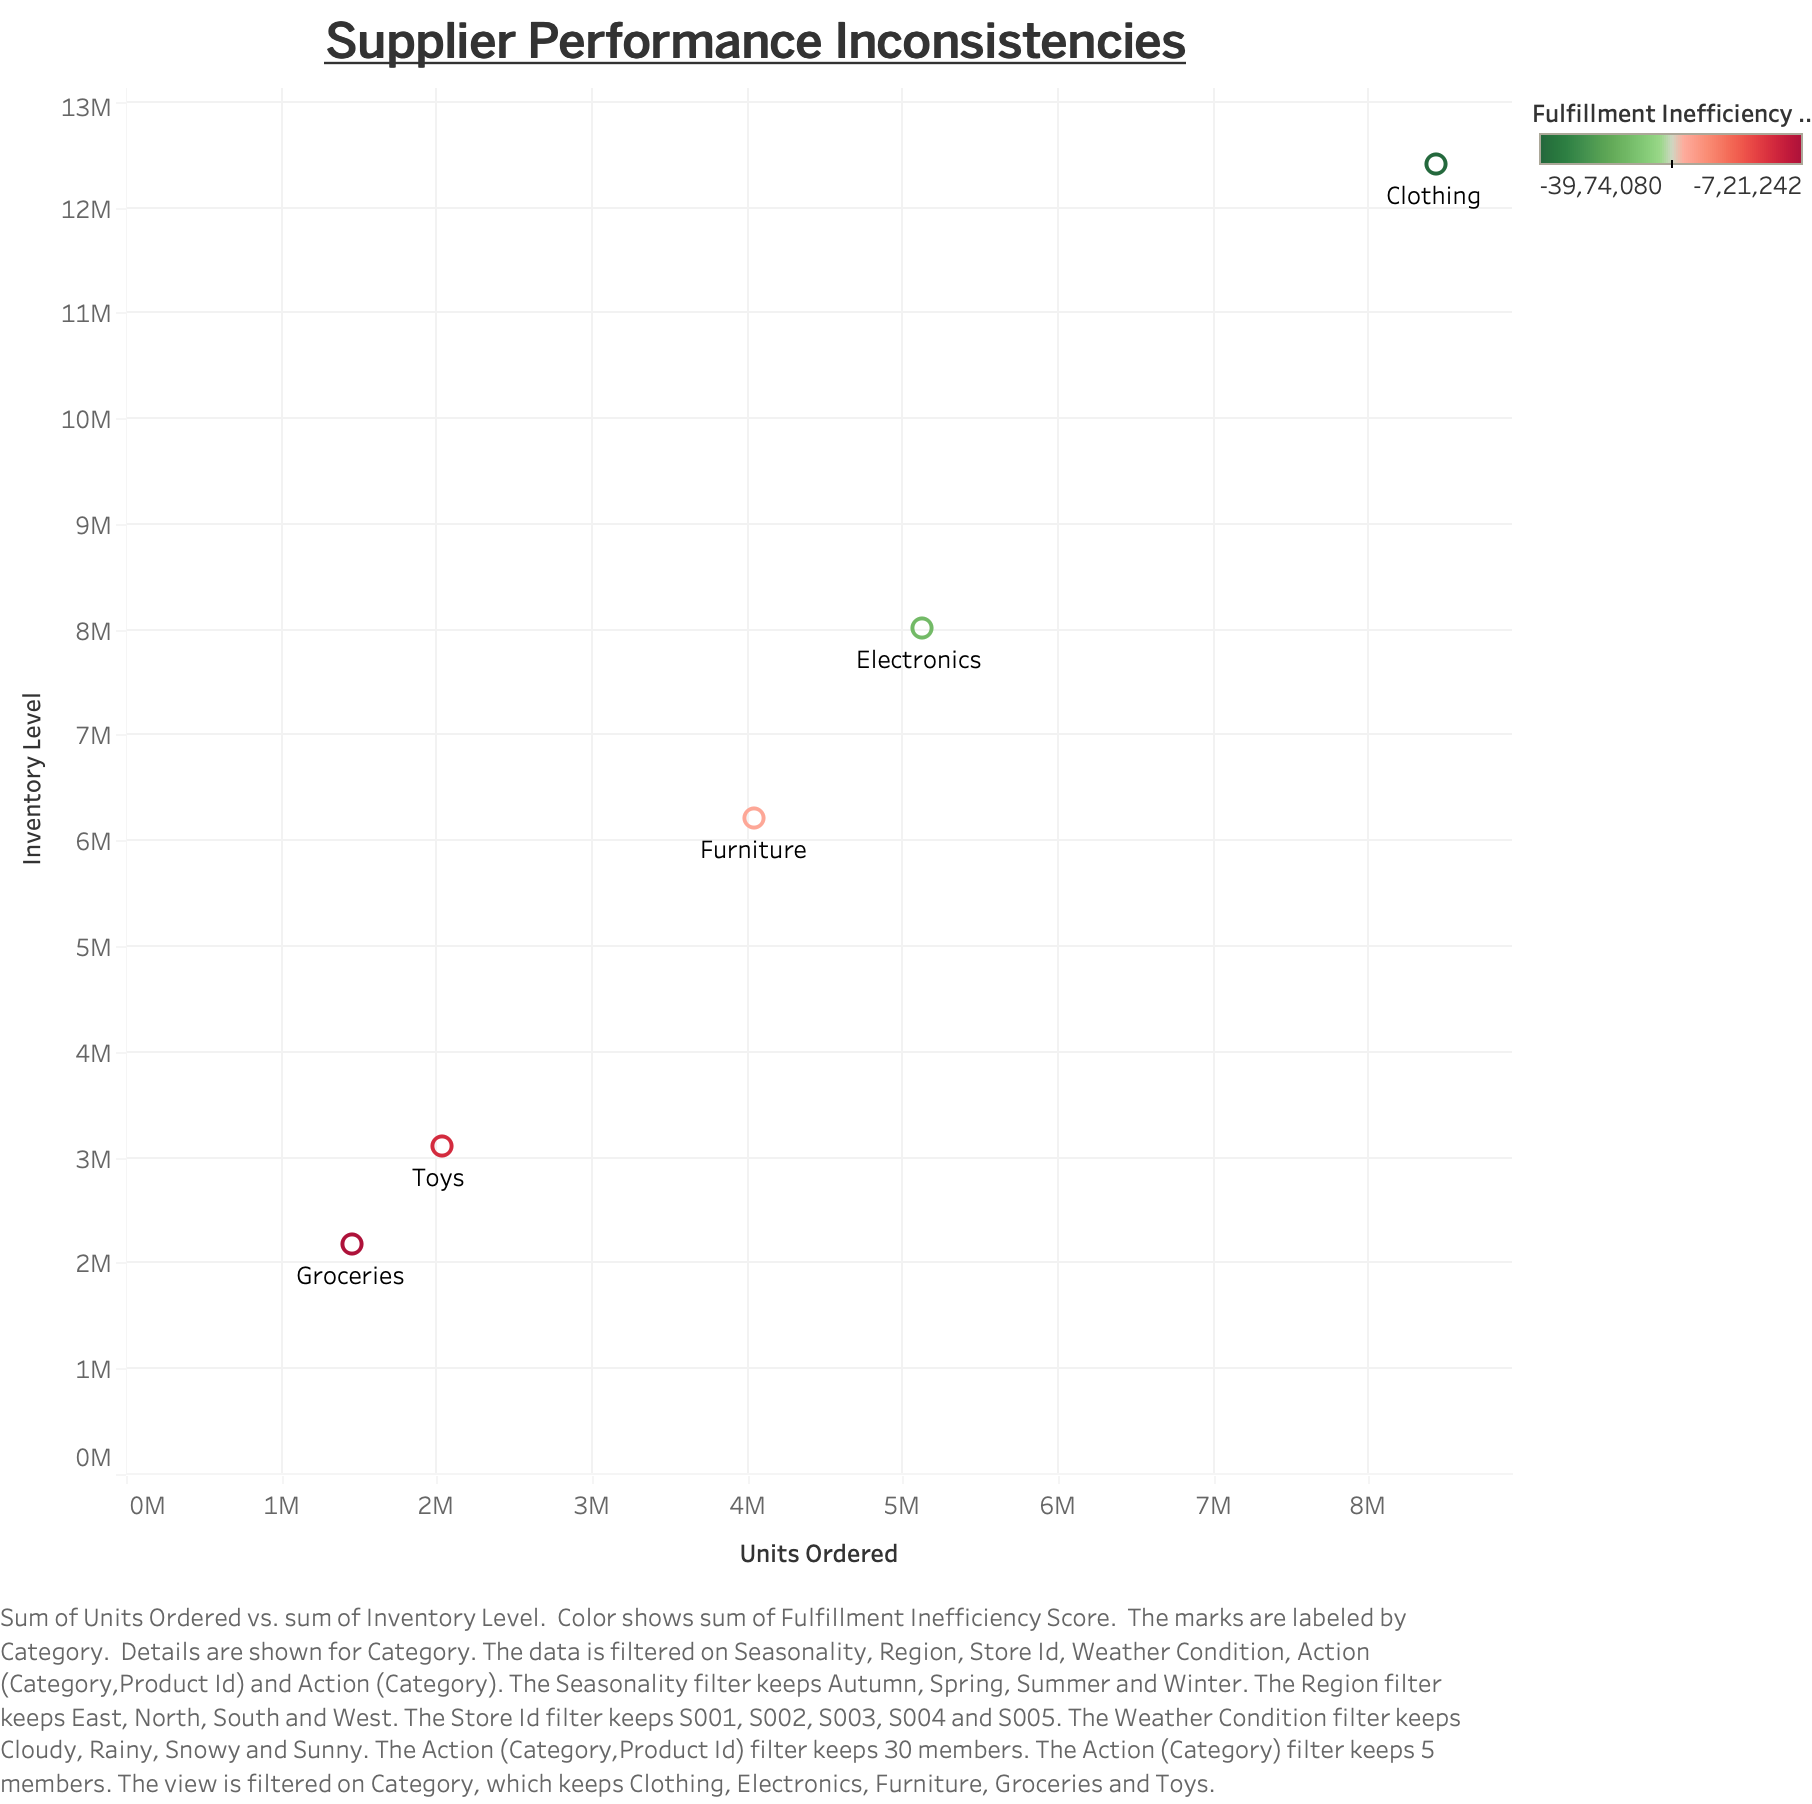 Supplier Performance Inconsistencies
Fulfillment Inefficiency ..
-39,74,080 -7,21,242
13M
12M
11M
10M
9M
8M
7M
6M
5M
4M
3M
2M
1M
0M
Inventory Level
Clothing
Electronics
Furniture
Toys
Groceries
0M 1M 2M 3M 4M 5M 6M 7M 8M
Units Ordered
Sum of Units Ordered vs. sum of Inventory Level.  Color shows sum of Fulfillment Inefficiency Score.  The marks are labeled by
Category.  Details are shown for Category. The data is filtered on Seasonality, Region, Store Id, Weather Condition, Action
(Category,Product Id) and Action (Category). The Seasonality filter keeps Autumn, Spring, Summer and Winter. The Region filter
keeps East, North, South and West. The Store Id filter keeps S001, S002, S003, S004 and S005. The Weather Condition filter keeps
Cloudy, Rainy, Snowy and Sunny. The Action (Category,Product Id) filter keeps 30 members. The Action (Category) filter keeps 5
members. The view is filtered on Category, which keeps Clothing, Electronics, Furniture, Groceries and Toys.